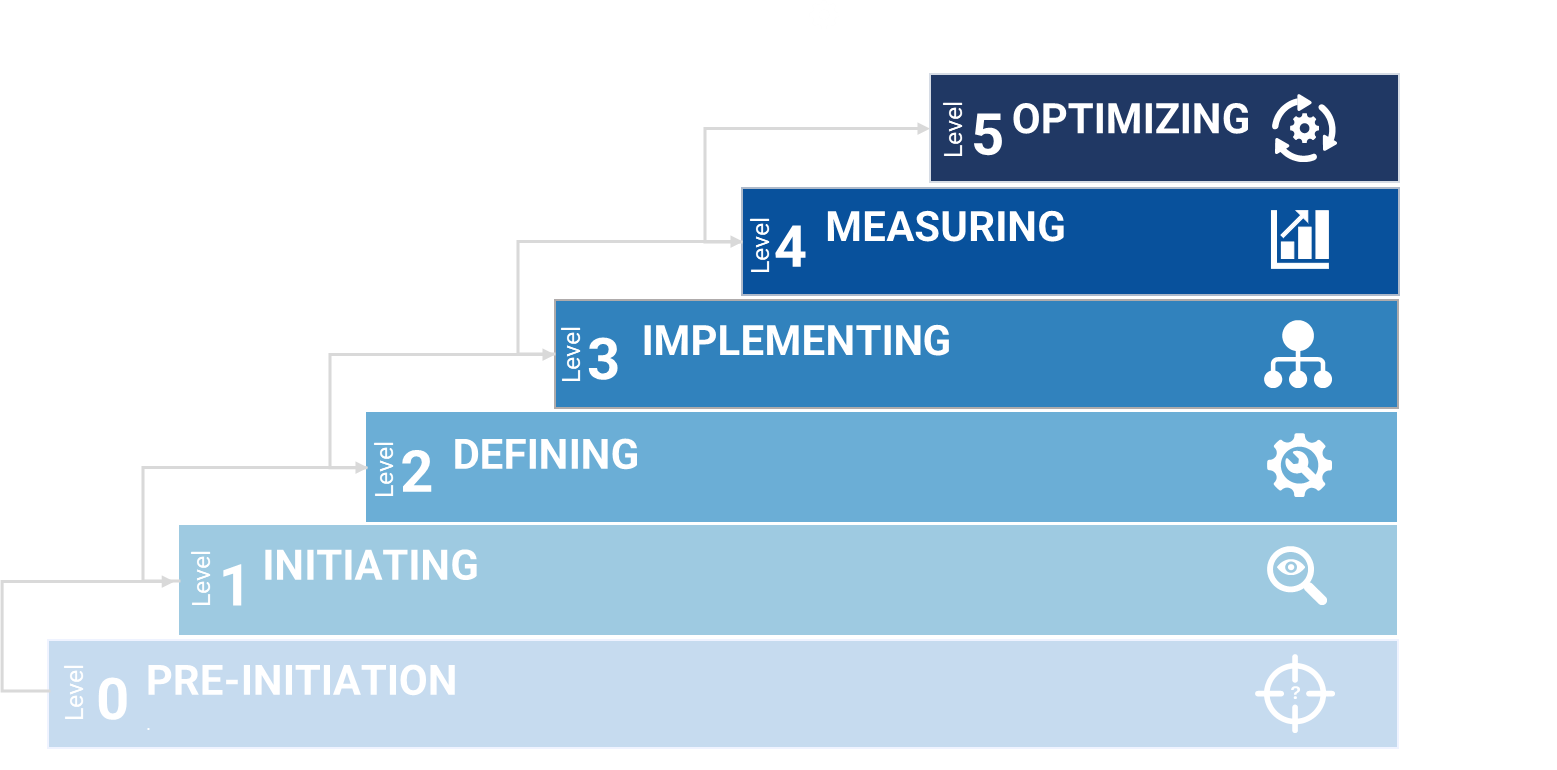 Level 5 OPTIMIZING
Level 4 MEASURING
Level 3 IMPLEMENTING
Level 2 DEFINING
Level 1 INITIATING
Level 0 PRE-INITIATION
.
?